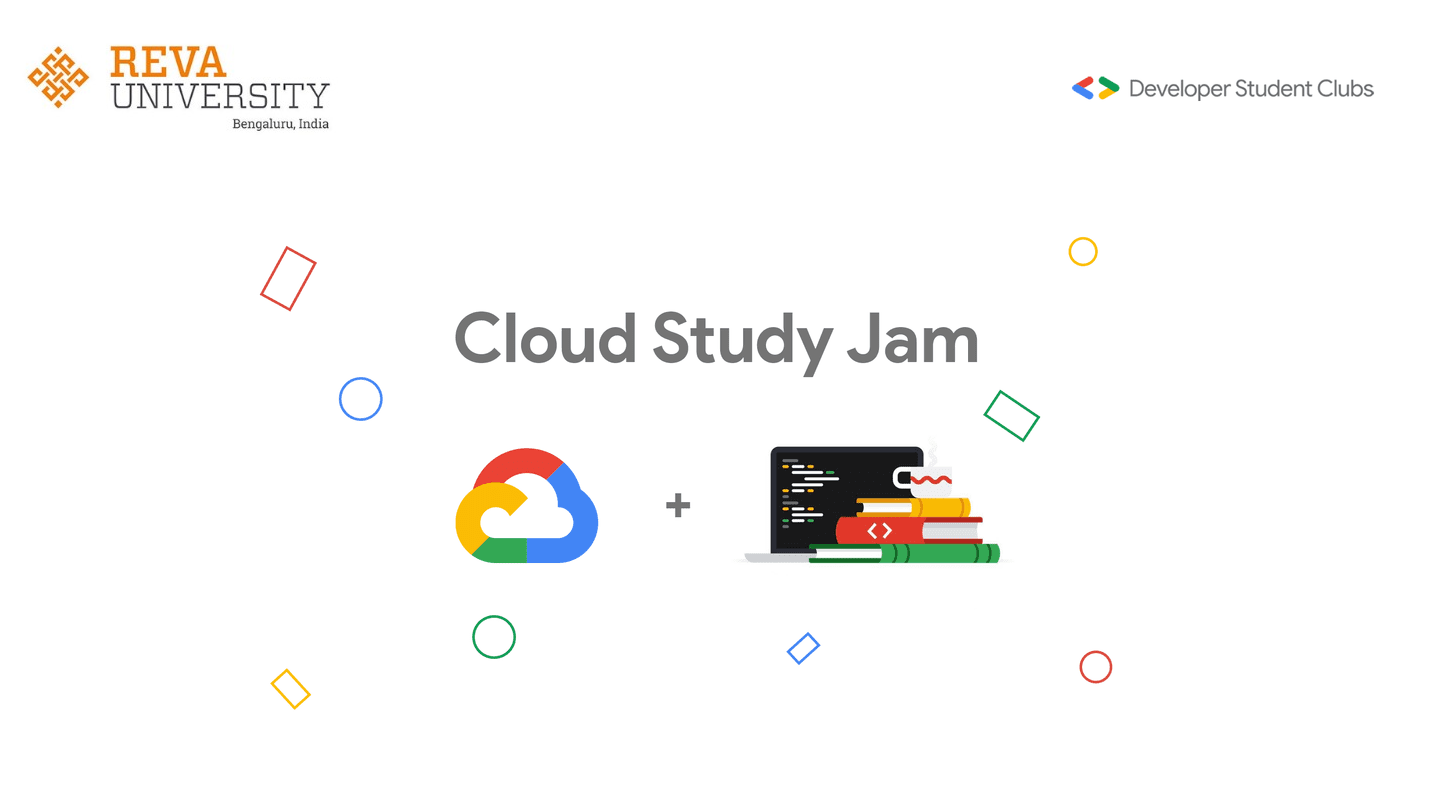 REVA
UNIVERSITY
Bengaluru, India
Developer Student Clubs
Cloud Study Jam
+